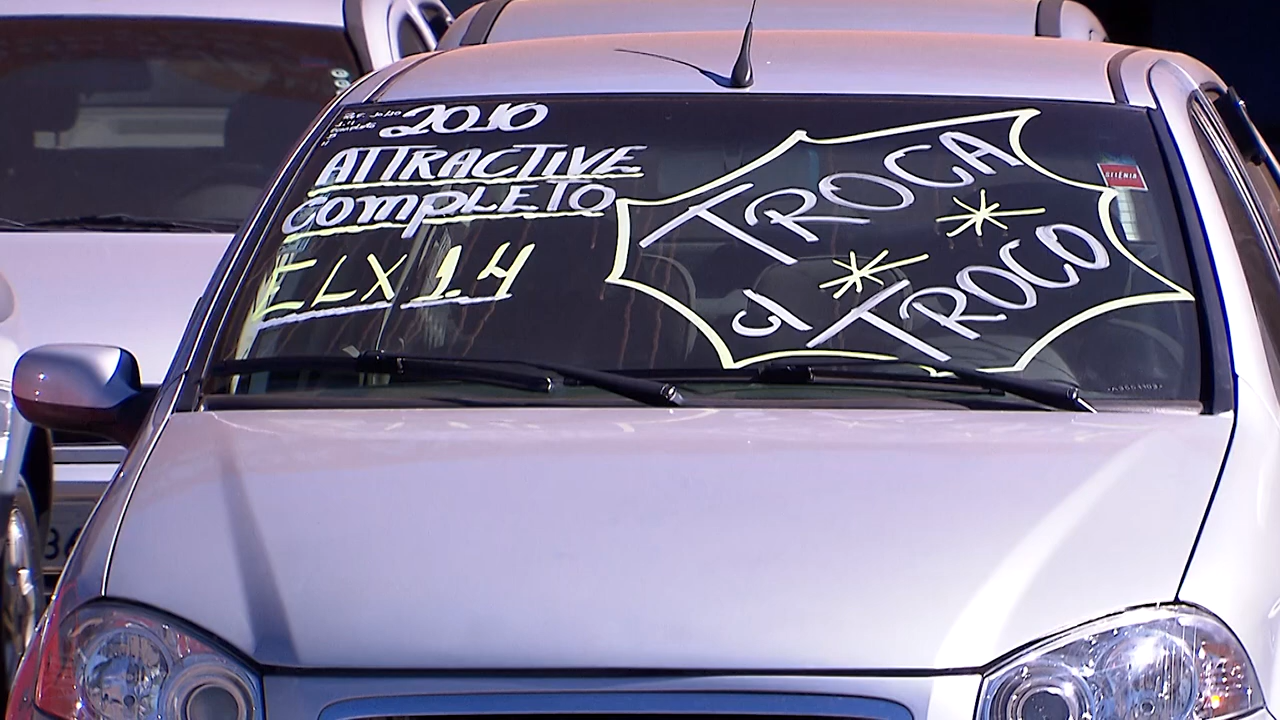 2010
ATTRACTIVE
COMPLETO
ELX 1.4
TROCA
C/ TROCO